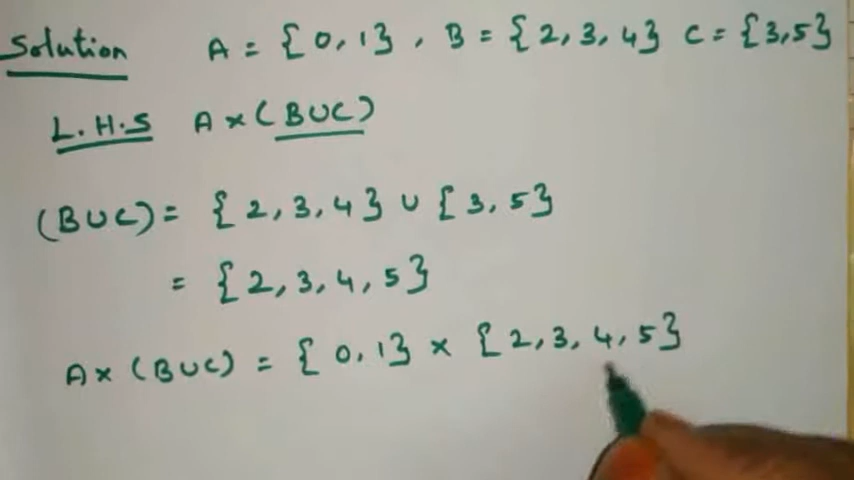 Solution A = {0, 1} , B = {2, 3, 4} C = {3, 5}
L.H.S A × (B∪C)
(B∪C) = {2, 3, 4} ∪ {3, 5}
= {2, 3, 4, 5}
A × (B∪C) = {0, 1} × {2, 3, 4, 5}